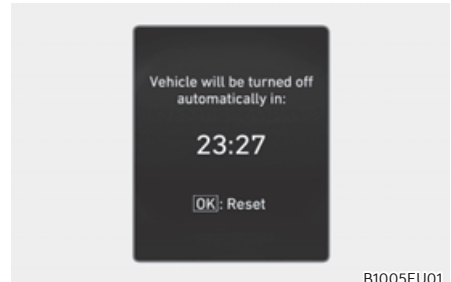 Vehicle will be turned off
automatically in:
23:27
OK: Reset
B1005EU01